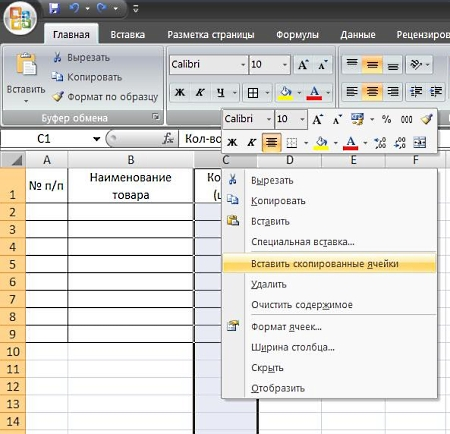 Главная Вставка Разметка страницы Формулы Данные Рецензиров
Вставить
Вырезать
Копировать
Формат по образцу
Буфер обмена
Calibri 10
Ж К Ч
Calibri 10 % 000
Ж К
C1 fx Кол-во
A B C D E F
1 № п/п Наименование товара Ко (ш
2
3
4
5
6
7
8
9
10
11
12
13
14
Вырезать
Копировать
Вставить
Специальная вставка...
Вставить скопированные ячейки
Удалить
Очистить содержимое
Формат ячеек...
Ширина столбца...
Скрыть
Отобразить